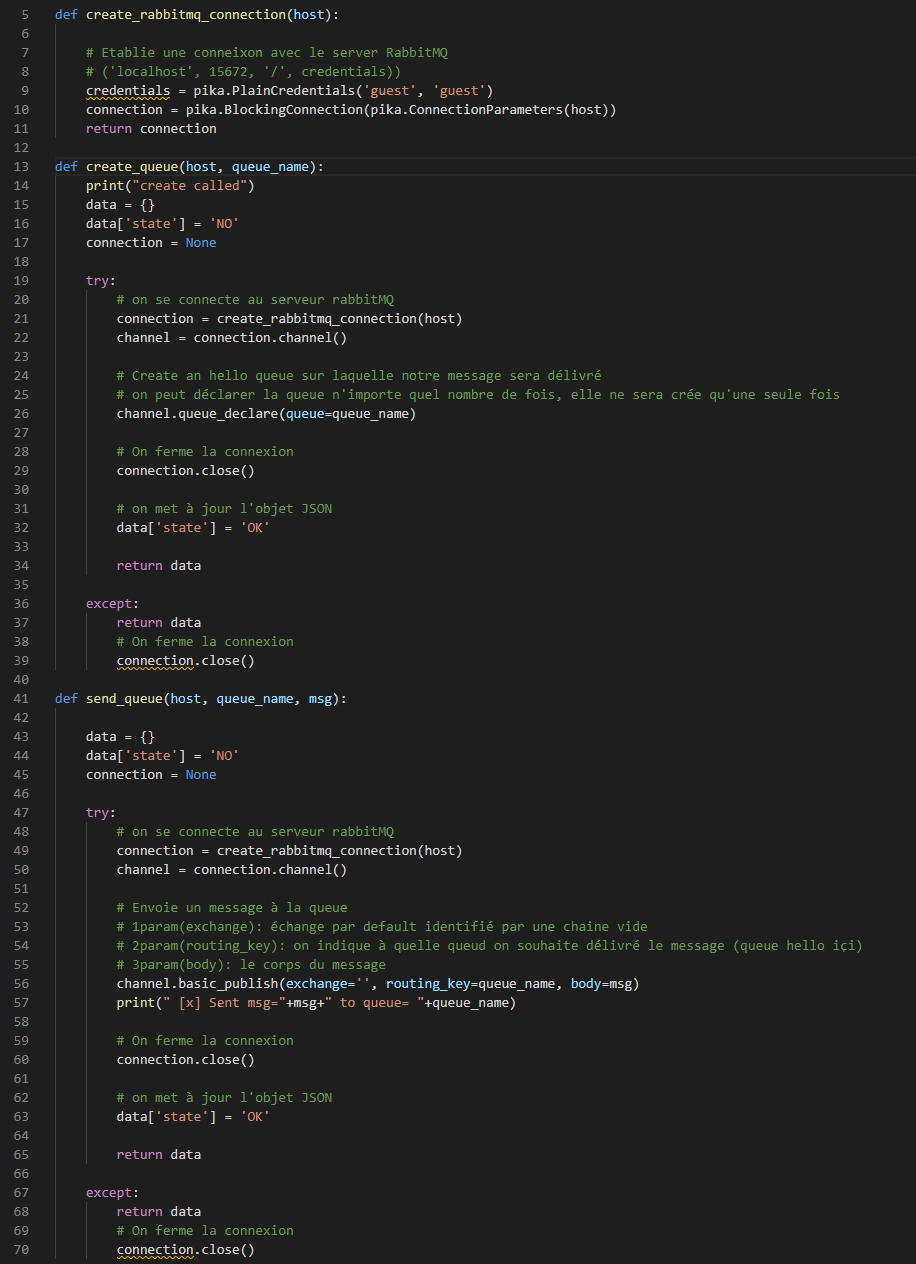 5 def create_rabbitmq_connection(host):
6
7 # Etablie une conneixon avec le server RabbitMQ
8 # ('localhost', 15672, '/', credentials))
9 credentials = pika.PlainCredentials('guest', 'guest')
10 connection = pika.BlockingConnection(pika.ConnectionParameters(host))
11 return connection
12
13 def create_queue(host, queue_name):
14 print("create called")
15 data = {}
16 data['state'] = 'NO'
17 connection = None
18
19 try:
20 # on se connecte au serveur rabbitMQ
21 connection = create_rabbitmq_connection(host)
22 channel = connection.channel()
23
24 # Create an hello queue sur laquelle notre message sera délivré
25 # on peut déclarer la queue n'importe quel nombre de fois, elle ne sera crée qu'une seule fois
26 channel.queue_declare(queue=queue_name)
27
28 # On ferme la connexion
29 connection.close()
30
31 # on met à jour l'objet JSON
32 data['state'] = 'OK'
33
34 return data
35
36 except:
37 return data
38 # On ferme la connexion
39 connection.close()
40
41 def send_queue(host, queue_name, msg):
42
43 data = {}
44 data['state'] = 'NO'
45 connection = None
46
47 try:
48 # on se connecte au serveur rabbitMQ
49 connection = create_rabbitmq_connection(host)
50 channel = connection.channel()
51
52 # Envoie un message à la queue
53 # 1param(exchange): échange par default identifié par une chaine vide
54 # 2param(routing_key): on indique à quelle queud on souhaite délivré le message (queue hello içi)
55 # 3param(body): le corps du message
56 channel.basic_publish(exchange='', routing_key=queue_name, body=msg)
57 print(" [x] Sent msg="+msg+" to queue= "+queue_name)
58
59 # On ferme la connexion
60 connection.close()
61
62 # on met à jour l'objet JSON
63 data['state'] = 'OK'
64
65 return data
66
67 except:
68 return data
69 # On ferme la connexion
70 connection.close()